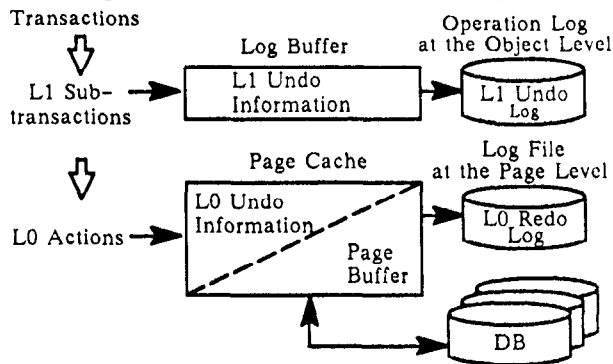 Transactions
Operation Log
at the Object Level
Log Buffer
L1 Sub-
transactions
L1 Undo
Information
L1 Undo
Log
Page Cache
Log File
at the Page Level
L0 Actions
L0 Undo
Information
Page
Buffer
L0 Redo
Log
DB